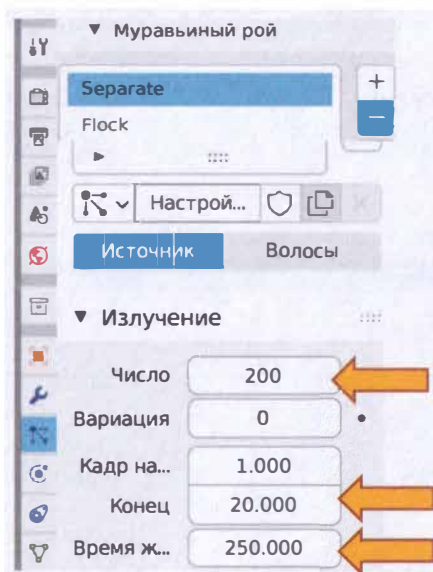 Муравьиный рой
Separate
Flock
Настрой...
Источник Волосы
Излучение
Число 200
Вариация 0
Кадр на... 1.000
Конец 20.000
Время ж... 250.000